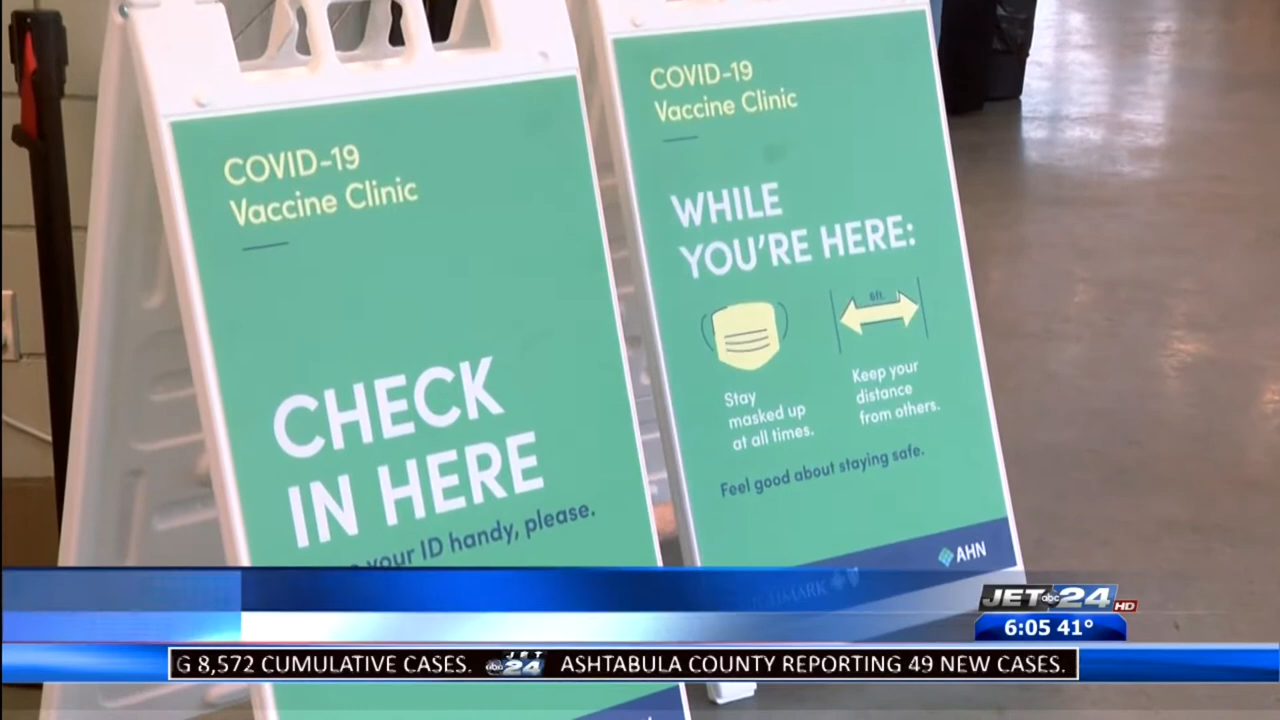 COVID-19
Vaccine Clinic
CHECK
IN HERE
your ID handy, please.
COVID-19
Vaccine Clinic
WHILE
YOU'RE HERE:
6ft.
Stay
masked up
at all times.
Keep your
distance
from others.
Feel good about staying safe.
AHN
JET abc 24 HD
6:05 41°
G 8,572 CUMULATIVE CASES. abc JET 24 ASHTABULA COUNTY REPORTING 49 NEW CASES.